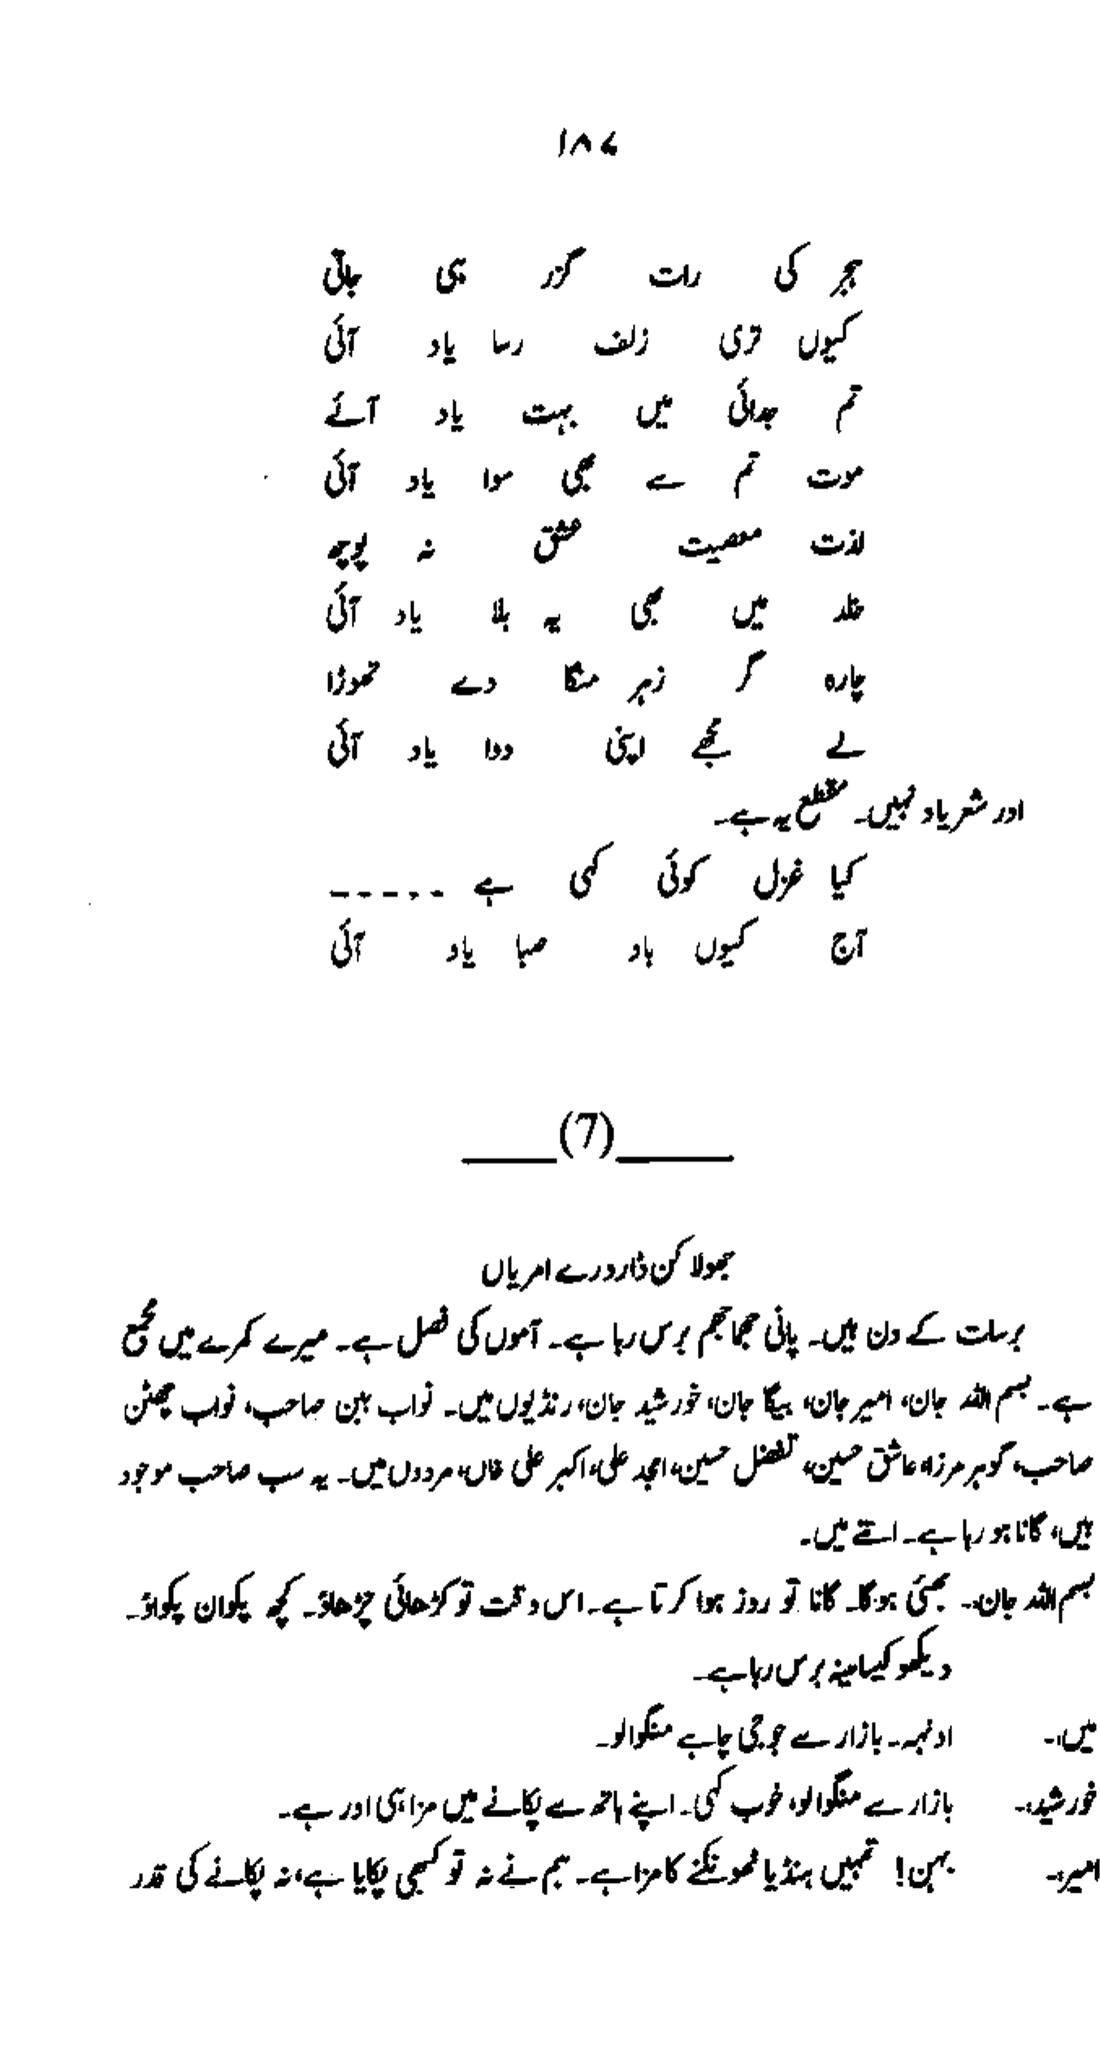 ۱۸۷
ہجر کی رات گزر ہی جاتی
کیوں تری زلف رسا یاد آئی
تم جدائی میں بہت یاد آئے
موت تم سے بھی سوا یاد آئی
لذت معصیت عشق نہ پوچھ
خلد میں بھی یہ بلا یاد آئی
چارہ گر زہر منگا دے تھوڑا
لے مجھے اپنی دوا یاد آئی
اور شعر یاد نہیں۔ مقطع یہ ہے۔
کیا غزل کوئی کہی ہے -----
آج کیوں باد صبا یاد آئی
(7)
جھولا کن ڈارو رے امریاں
برسات کے دن ہیں۔ پانی جھما جھم برس رہا ہے۔ آموں کی فصل ہے۔ میرے کمرے میں مجمع
ہے۔ بسم اللہ جان، امیر جان، بیگا جان، خورشید جان، رنڈیوں میں۔ نواب ببن صاحب، نواب چھٹن
صاحب، گوہر مرزا، عاشق حسین، تفضل حسین، امجد علی، اکبر علی خاں، مردوں میں۔ یہ سب صاحب موجود
ہیں، گانا ہو رہا ہے۔ اتنے میں۔
بسم اللہ جان:۔ بھئی ہوگا۔ گانا تو روز ہوا کرتا ہے۔ اس وقت تو کڑھائی چڑھاؤ۔ کچھ پکوان پکواؤ۔
دیکھو کیسا مینہ برس رہا ہے۔
میں:۔ اونہہ۔ بازار سے جو جی چاہے منگوا لو۔
خورشید:۔ بازار سے منگوا لو، خوب کہی۔ اپنے ہاتھ سے پکانے میں مزا ہی اور ہے۔
امیر:۔ بہن! تمہیں ہنڈیا ٹھونکنے کا مزا ہے۔ ہم نے نہ تو کبھی پکایا ہے، نہ پکانے کی قدر